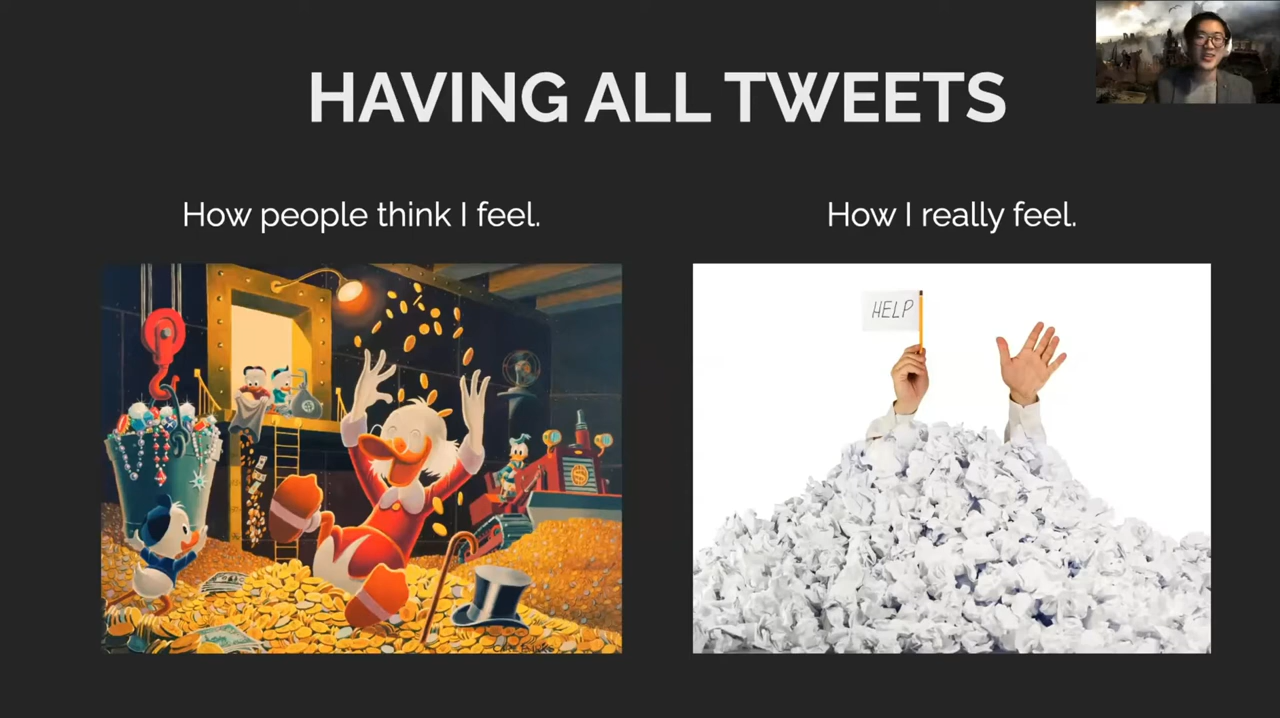 HAVING ALL TWEETS
How people think I feel.
How I really feel.
HELP